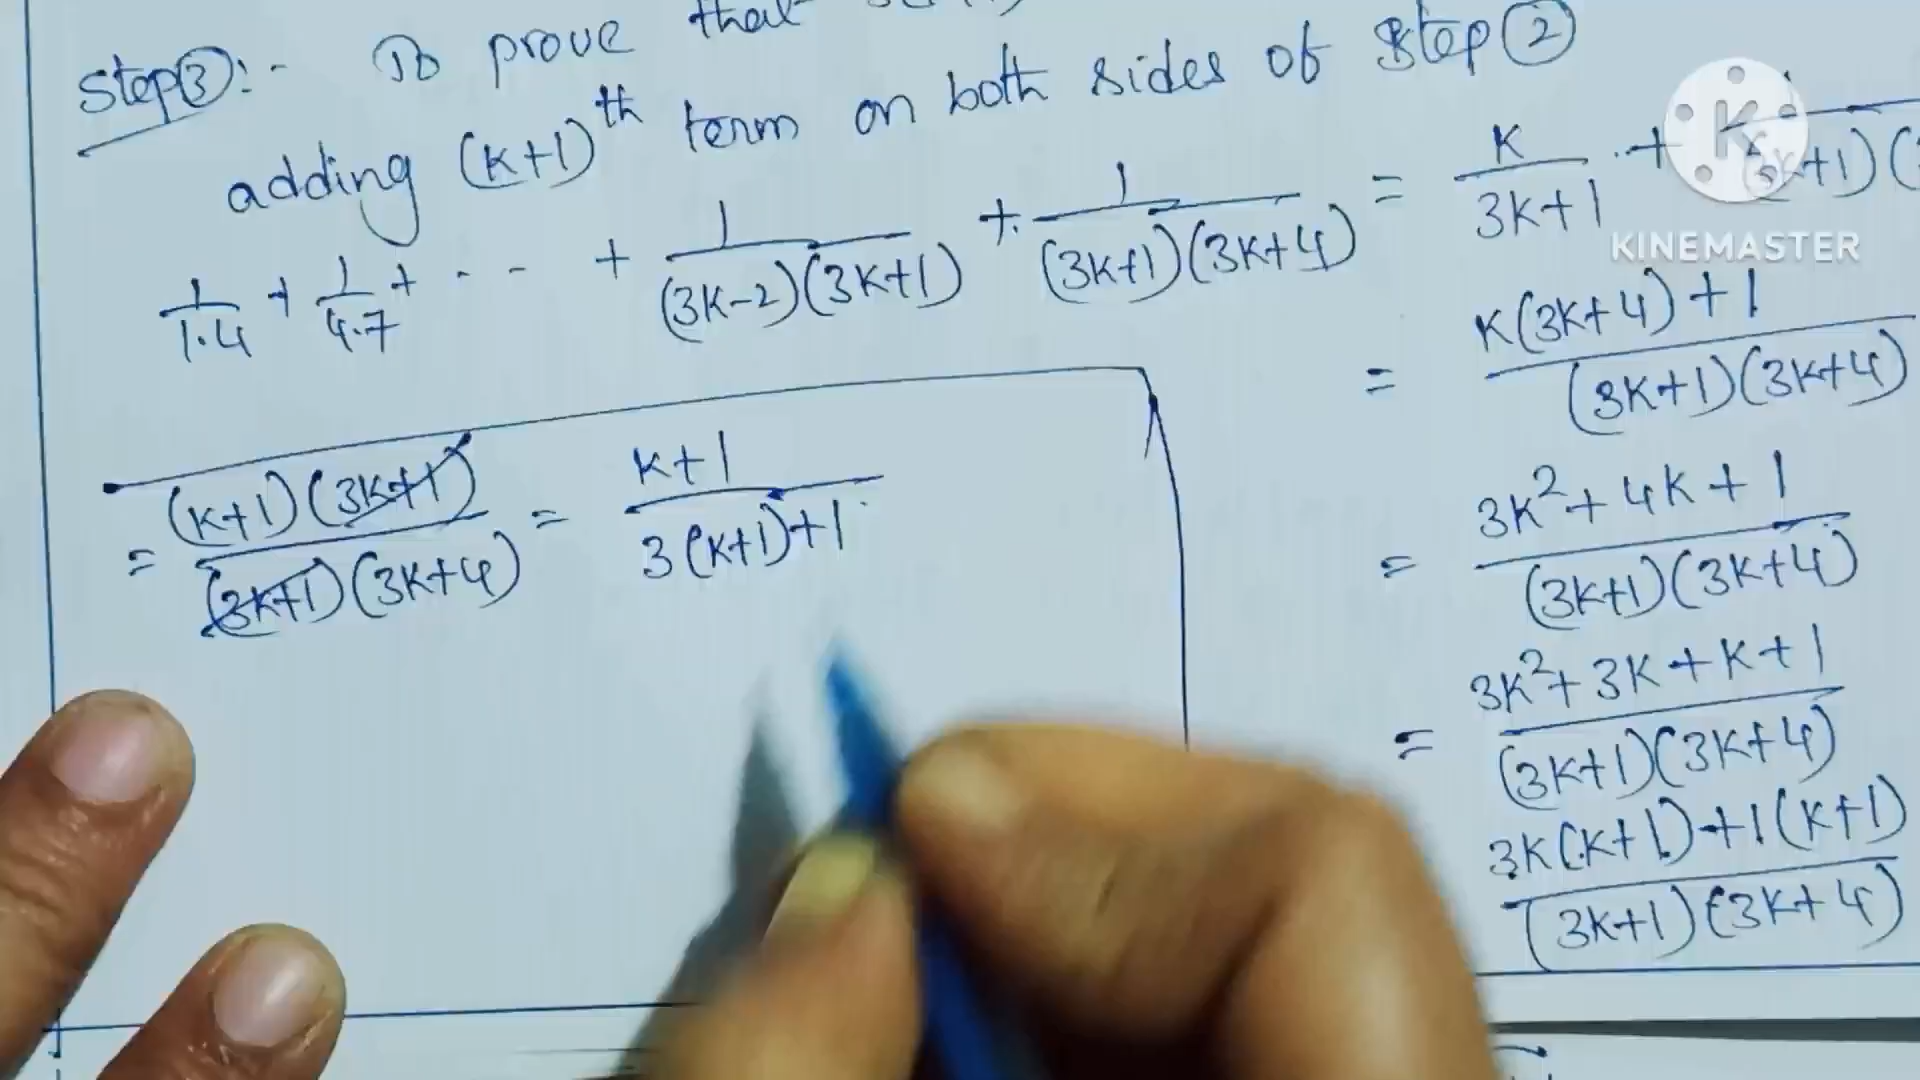 Step③:- To prove that
adding (k+1)th term on both sides of Step ②
1/1.4 + 1/4.7 + - - - + 1/(3k-2)(3k+1) + 1/(3k+1)(3k+4) = k/3k+1 +
= k(3k+4)+1/(3k+1)(3k+4)
= 3k²+4k+1/(3k+1)(3k+4)
= 3k²+3k+k+1/(3k+1)(3k+4)
3k(k+1)+1(k+1)/(3k+1)(3k+4)
= (k+1)(3k+1)/(3k+1)(3k+4) = k+1/3(k+1)+1
K
KINEMASTER